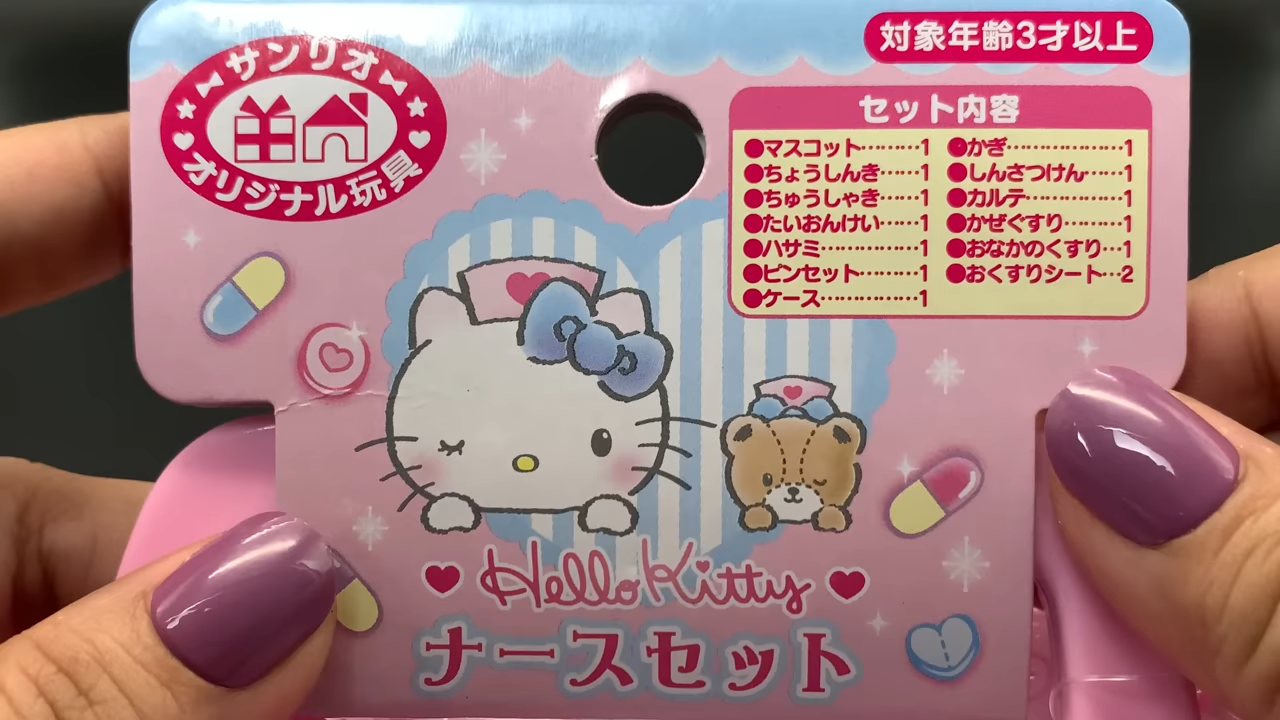 サンリオ
オリジナル玩具
対象年齢3才以上
セット内容
●マスコット………1
●ちょうしんき……1
●ちゅうしゃき……1
●たいおんけい……1
●ハサミ……………1
●ピンセット………1
●ケース……………1
●かぎ………………1
●しんさつけん……1
●カルテ……………1
●かぜぐすり………1
●おなかのくすり…1
●おくすりシート…2
Hello Kitty
ナースセット